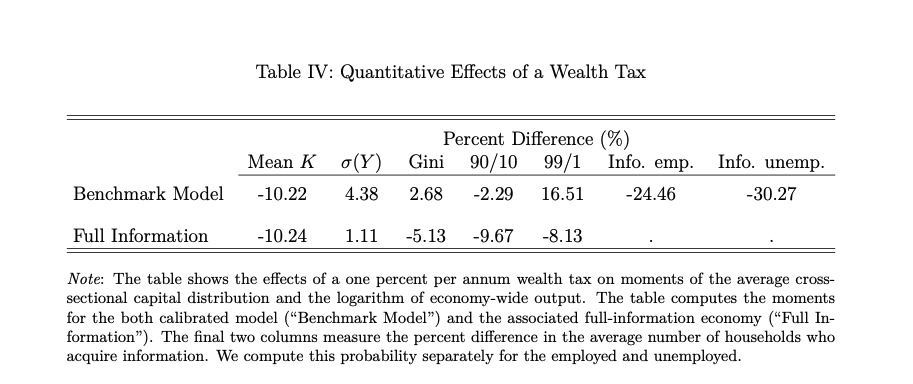 Table IV: Quantitative Effects of a Wealth Tax
Percent Difference (%)
Mean K σ(Y) Gini 90/10 99/1 Info. emp. Info. unemp.
Benchmark Model -10.22 4.38 2.68 -2.29 16.51 -24.46 -30.27
Full Information -10.24 1.11 -5.13 -9.67 -8.13 . .
Note: The table shows the effects of a one percent per annum wealth tax on moments of the average cross-
sectional capital distribution and the logarithm of economy-wide output. The table computes the moments
for the both calibrated model (“Benchmark Model”) and the associated full-information economy (“Full In-
formation”). The final two columns measure the percent difference in the average number of households who
acquire information. We compute this probability separately for the employed and unemployed.